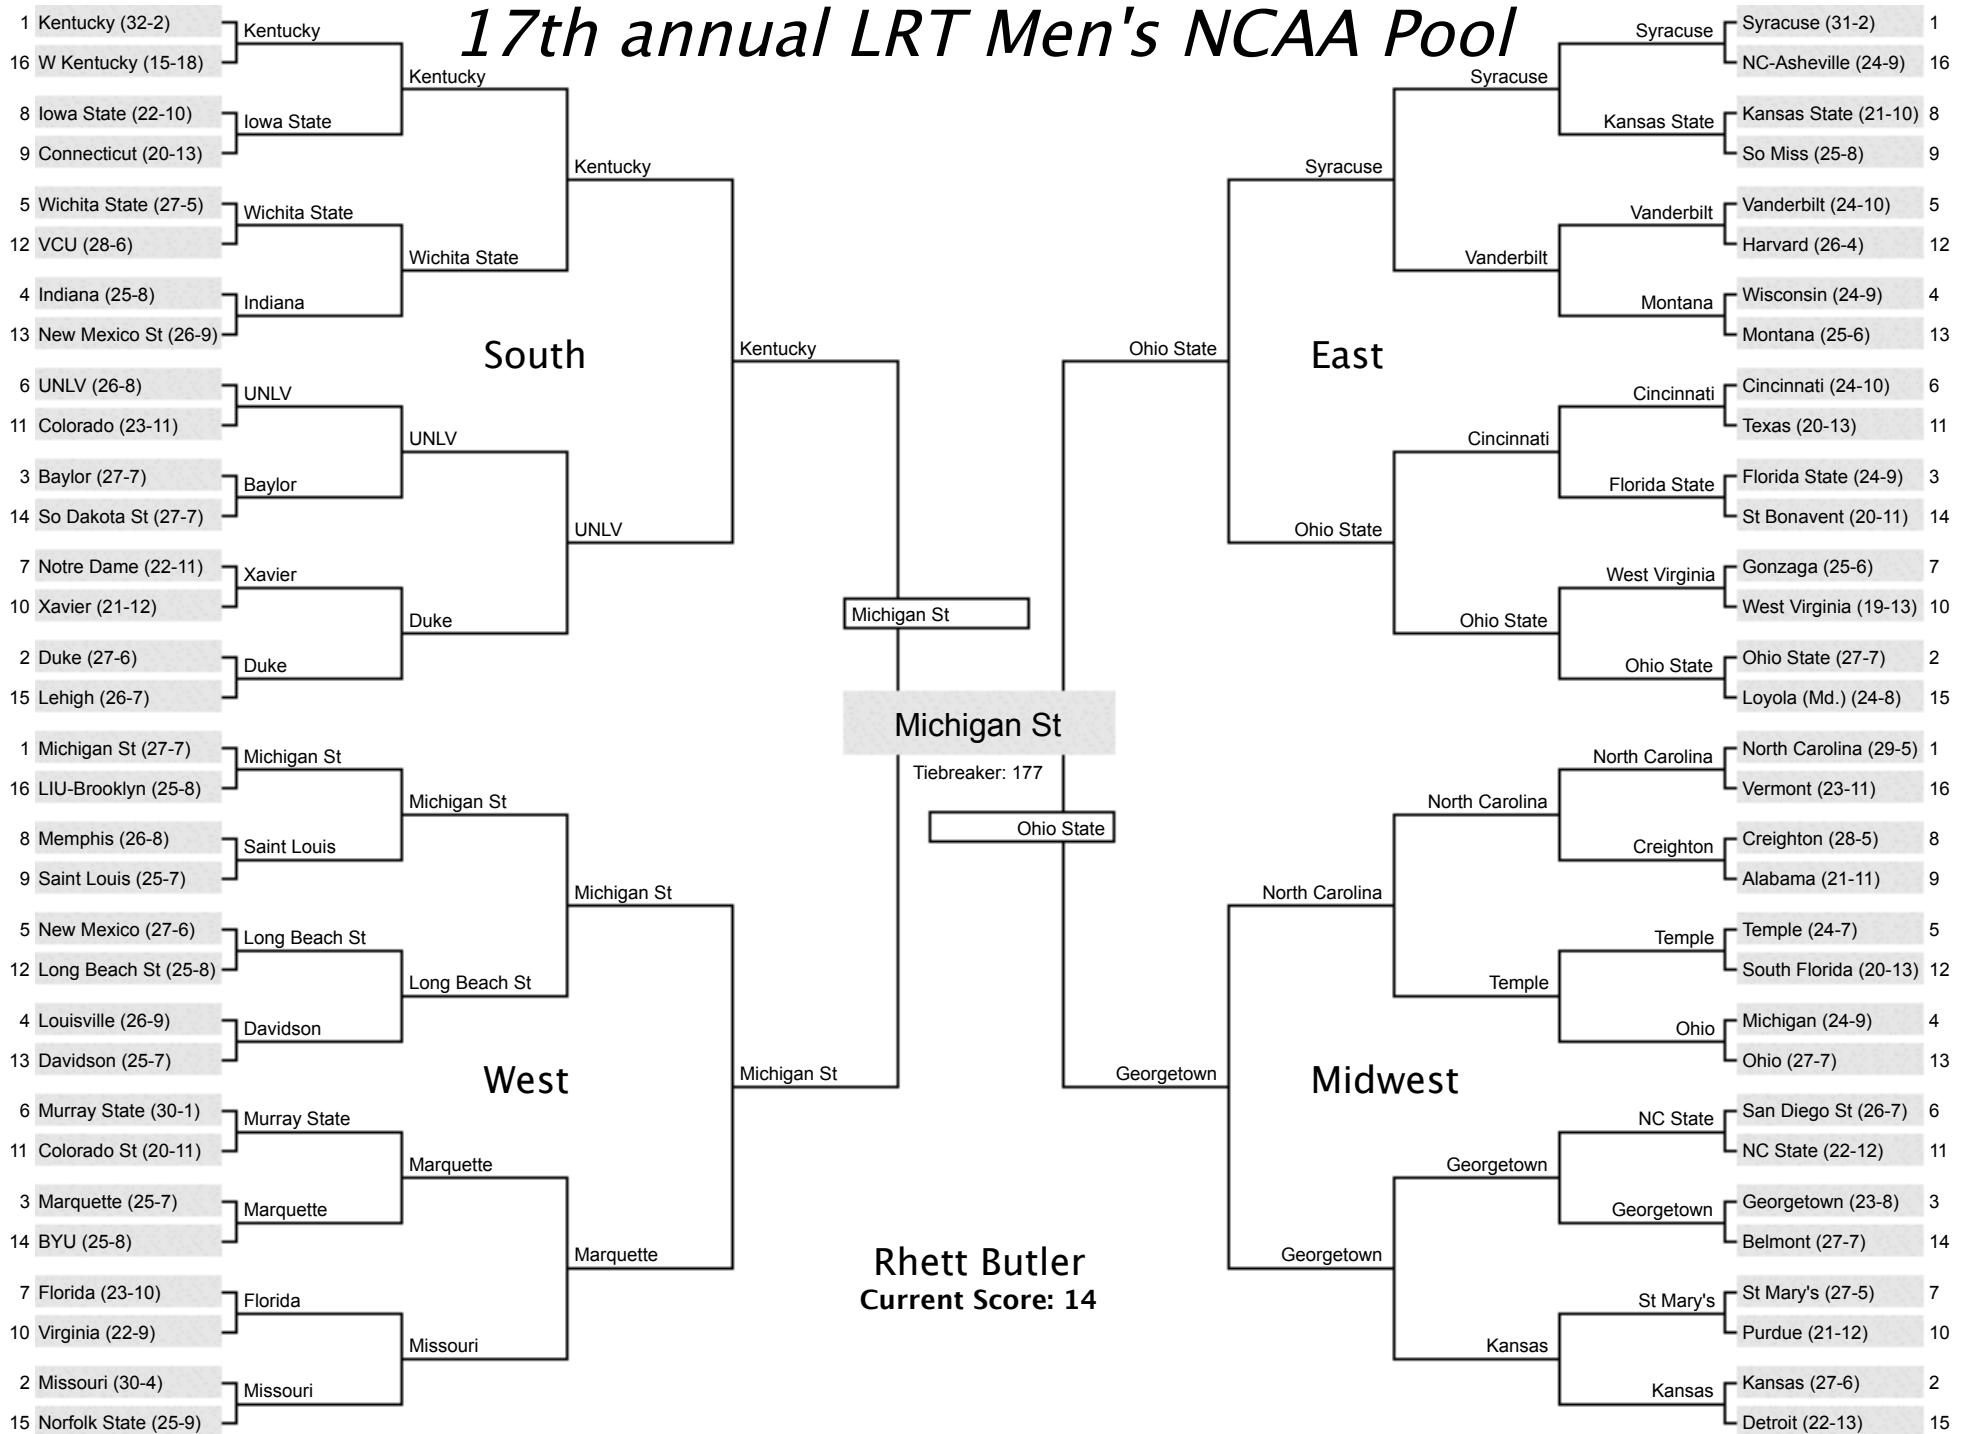 17th annual LRT Men's NCAA Pool
1 Kentucky (32-2)
16 W Kentucky (15-18)
8 Iowa State (22-10)
9 Connecticut (20-13)
5 Wichita State (27-5)
12 VCU (28-6)
4 Indiana (25-8)
13 New Mexico St (26-9)
6 UNLV (26-8)
11 Colorado (23-11)
3 Baylor (27-7)
14 So Dakota St (27-7)
7 Notre Dame (22-11)
10 Xavier (21-12)
2 Duke (27-6)
15 Lehigh (26-7)
Kentucky
Iowa State
Wichita State
Indiana
UNLV
Baylor
Xavier
Duke
Kentucky
Wichita State
UNLV
Duke
Kentucky
UNLV
Kentucky
South
1 Michigan St (27-7)
16 LIU-Brooklyn (25-8)
8 Memphis (26-8)
9 Saint Louis (25-7)
5 New Mexico (27-6)
12 Long Beach St (25-8)
4 Louisville (26-9)
13 Davidson (25-7)
6 Murray State (30-1)
11 Colorado St (20-11)
3 Marquette (25-7)
14 BYU (25-8)
7 Florida (23-10)
10 Virginia (22-9)
2 Missouri (30-4)
15 Norfolk State (25-9)
Michigan St
Saint Louis
Long Beach St
Davidson
Murray State
Marquette
Florida
Missouri
Michigan St
Long Beach St
Marquette
Missouri
Michigan St
Marquette
Michigan St
West
Michigan St
Michigan St
Tiebreaker: 177
Ohio State
Rhett Butler
Current Score: 14
Syracuse (31-2) 1
NC-Asheville (24-9) 16
Kansas State (21-10) 8
So Miss (25-8) 9
Vanderbilt (24-10) 5
Harvard (26-4) 12
Wisconsin (24-9) 4
Montana (25-6) 13
Cincinnati (24-10) 6
Texas (20-13) 11
Florida State (24-9) 3
St Bonavent (20-11) 14
Gonzaga (25-6) 7
West Virginia (19-13) 10
Ohio State (27-7) 2
Loyola (Md.) (24-8) 15
Syracuse
Kansas State
Vanderbilt
Montana
Cincinnati
Florida State
West Virginia
Ohio State
Syracuse
Vanderbilt
Cincinnati
Ohio State
Syracuse
Ohio State
Ohio State
East
North Carolina (29-5) 1
Vermont (23-11) 16
Creighton (28-5) 8
Alabama (21-11) 9
Temple (24-7) 5
South Florida (20-13) 12
Michigan (24-9) 4
Ohio (27-7) 13
San Diego St (26-7) 6
NC State (22-12) 11
Georgetown (23-8) 3
Belmont (27-7) 14
St Mary's (27-5) 7
Purdue (21-12) 10
Kansas (27-6) 2
Detroit (22-13) 15
North Carolina
Creighton
Temple
Ohio
NC State
Georgetown
St Mary's
Kansas
North Carolina
Temple
Georgetown
Kansas
North Carolina
Georgetown
Georgetown
Midwest